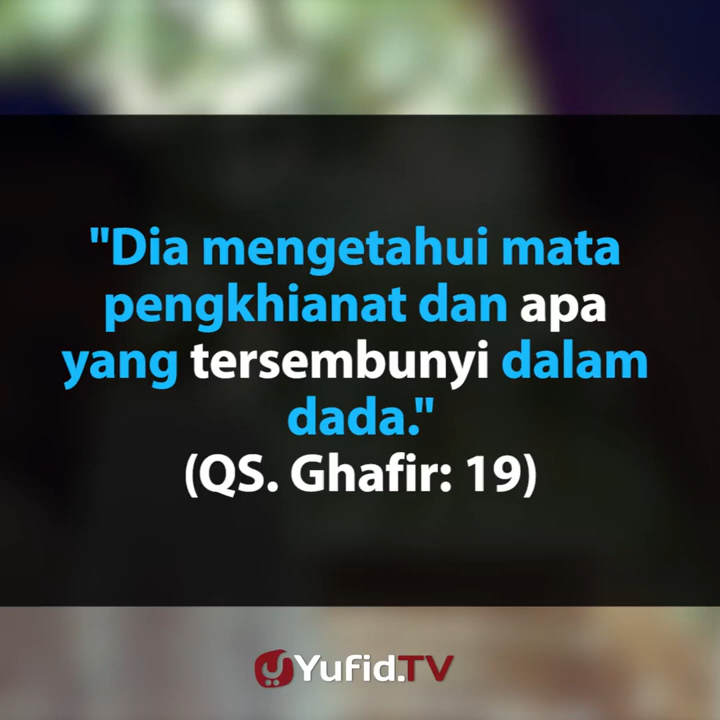 "Dia mengetahui mata
pengkhianat dan apa
yang tersembunyi dalam
dada."
(QS. Ghafir: 19)
Yufid.TV